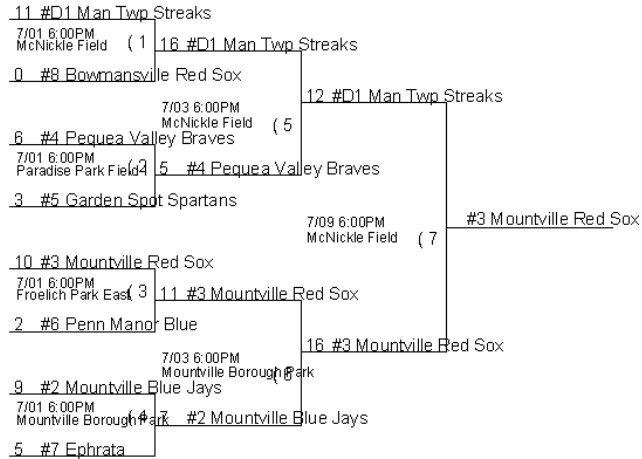 11 #D1 Man Twp Streaks
7/01 6:00PM
McNickle Field ( 1
16 #D1 Man Twp Streaks
0 #8 Bowmansville Red Sox
7/03 6:00PM
McNickle Field ( 5
12 #D1 Man Twp Streaks
6 #4 Pequea Valley Braves
7/01 6:00PM
Paradise Park Field ( 2
5 #4 Pequea Valley Braves
3 #5 Garden Spot Spartans
7/09 6:00PM
McNickle Field ( 7
#3 Mountville Red Sox
10 #3 Mountville Red Sox
7/01 6:00PM
Froelich Park East ( 3
11 #3 Mountville Red Sox
2 #6 Penn Manor Blue
7/03 6:00PM
Mountville Borough Park
16 #3 Mountville Red Sox
9 #2 Mountville Blue Jays
7/01 6:00PM
Mountville Borough Park ( 4
7 #2 Mountville Blue Jays
5 #7 Ephrata